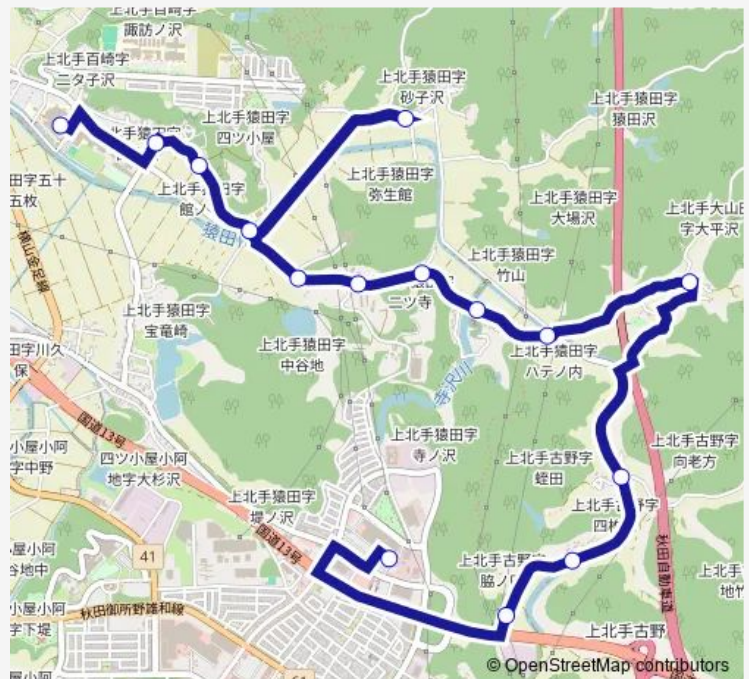 上北手百崎字
諏訪ノ沢
上北手百崎字
二タ子沢
上北手猿田字
砂子沢
上北手猿田字
四ツ小屋
上北手猿田字
猿田沢
田字五十
五枚
上北手猿田字
弥生館
猿田
上北手猿田字
大場沢
上北手大山田
字大平沢
横山金足線
上北手猿田字
竹山
二ツ寺
上北手猿田字
宝竜崎
上北手猿田字
中谷地
上北手猿田字
ハテノ内
寺沢川
田字川久
保
国道13号
上北手猿田字
寺ノ沢
上北手古野字
向老方
小屋小阿
字中野
四ツ小屋小阿
地字大杉沢
上北手古野字
蛭田
上北手猿田字
堤ノ沢
国道13号
41
秋田自動車道
屋小阿
谷地中
小屋小阿
字下堤
秋田御所野雄和線
上北手古野
61
© OpenStreetMap contributors